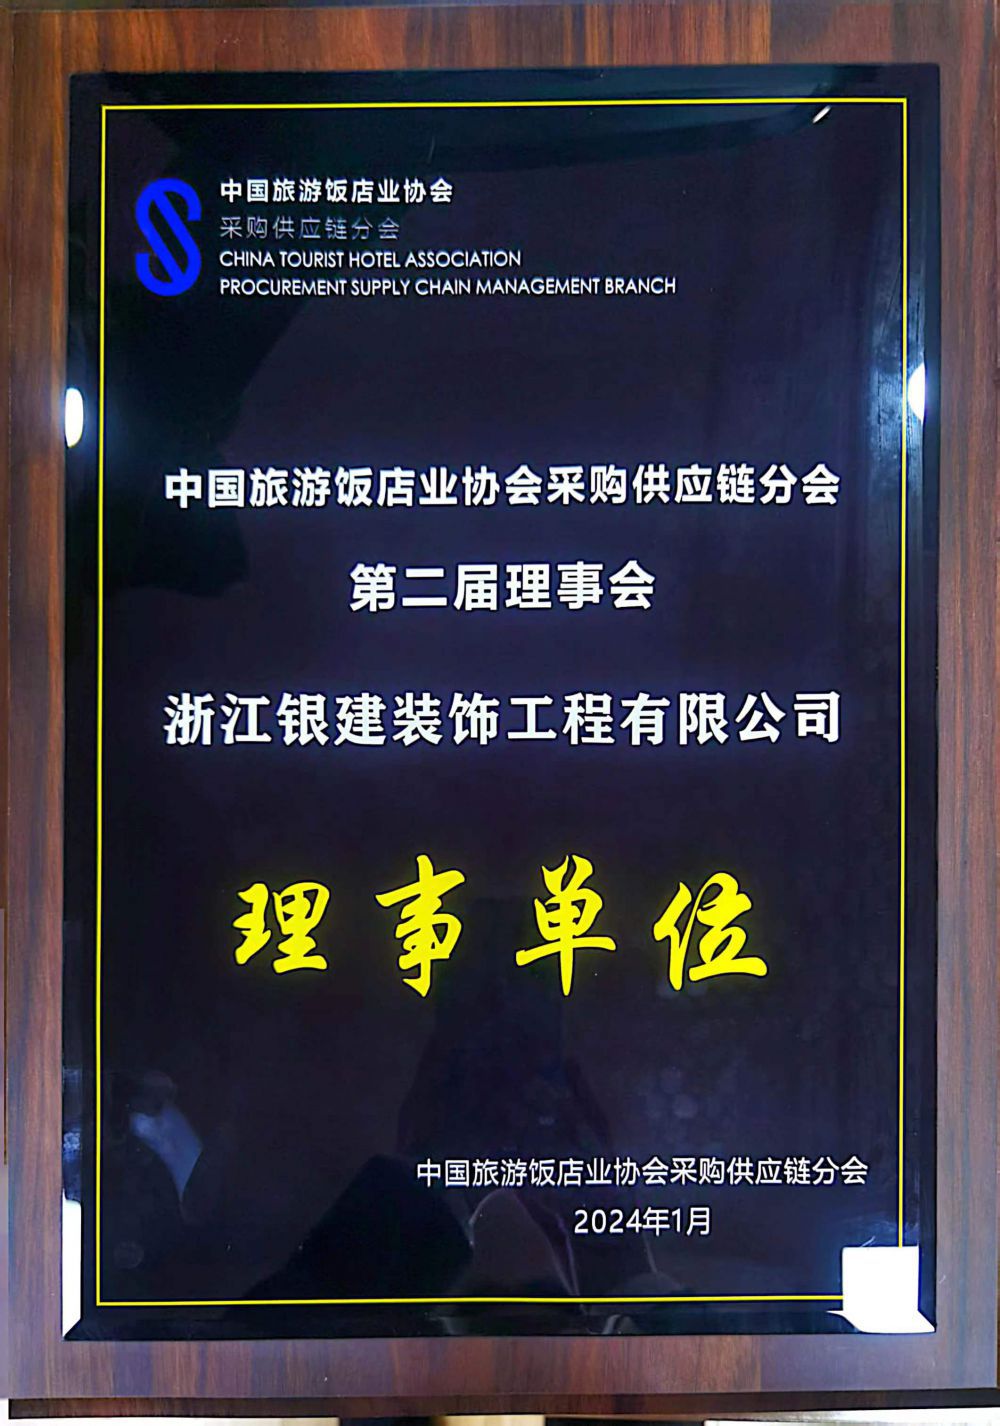 中国旅游饭店业协会
采购供应链分会
CHINA TOURIST HOTEL ASSOCIATION
PROCUREMENT SUPPLY CHAIN MANAGEMENT BRANCH
中国旅游饭店业协会采购供应链分会
第二届理事会
浙江银建装饰工程有限公司
理事单位
中国旅游饭店业协会采购供应链分会
2024年1月